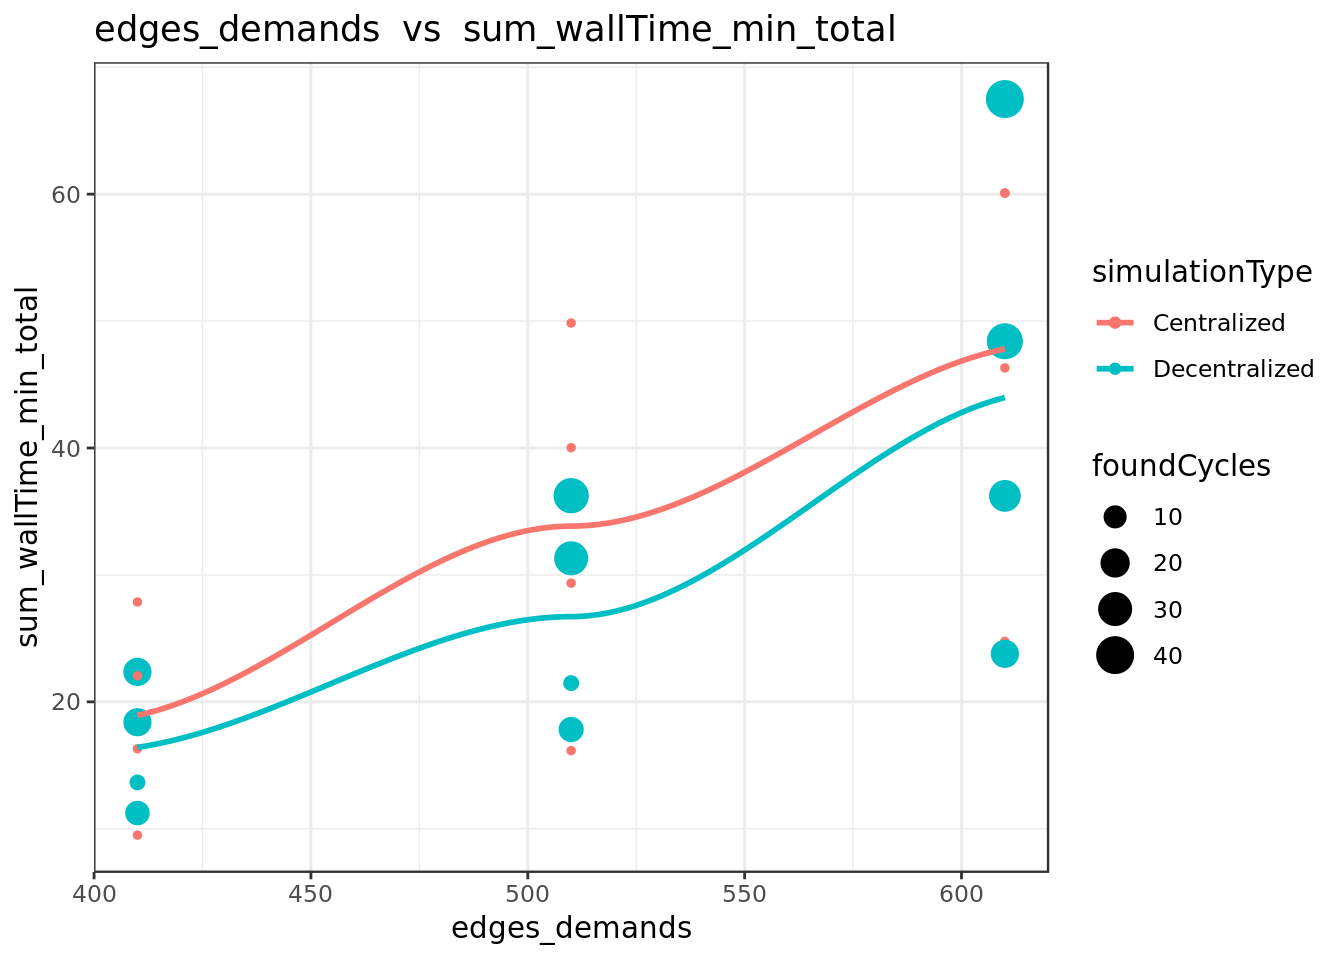 edges_demands  vs  sum_wallTime_min_total
sum_wallTime_min_total
60
40
20
400
450
500
550
600
edges_demands
simulationType
Centralized
Decentralized
foundCycles
10
20
30
40